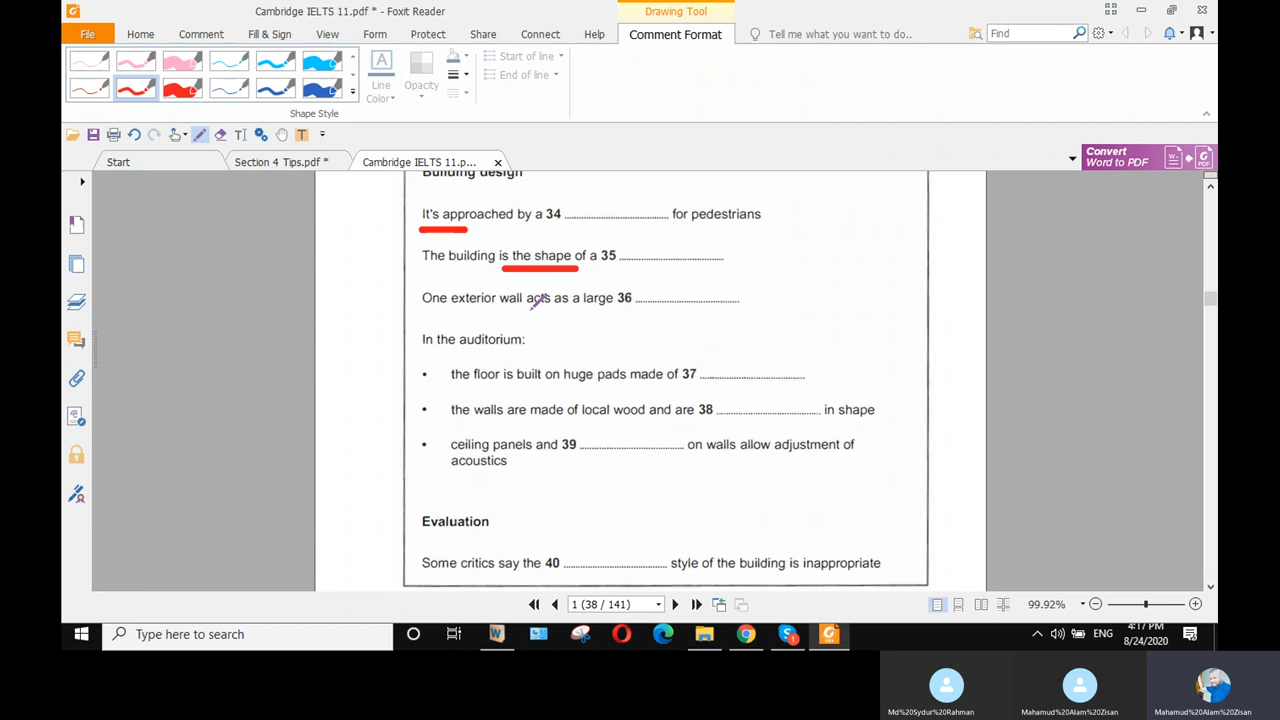 Cambridge IELTS 11.pdf * - Foxit Reader
Drawing Tool
File Home Comment Fill & Sign View Form Protect Share Connect Help Comment Format Tell me what you want to do.. Find
Line Color Opacity Start of line End of line
Shape Style
Start Section 4 Tips.pdf * Cambridge IELTS 11.p...
Convert Word to PDF
Building design
It's approached by a 34 .............................. for pedestrians
The building is the shape of a 35 ..............................
One exterior wall acts as a large 36 ..............................
In the auditorium:
• the floor is built on huge pads made of 37 ..............................
• the walls are made of local wood and are 38 .............................. in shape
• ceiling panels and 39 .............................. on walls allow adjustment of
acoustics
Evaluation
Some critics say the 40 .............................. style of the building is inappropriate
1 (38 / 141) 99.92%
Type here to search
ENG 4:17 PM
8/24/2020
Md%20Sydur%20Rahman Mahamud%20Alam%20Zisan Mahamud%20Alam%20Zisan